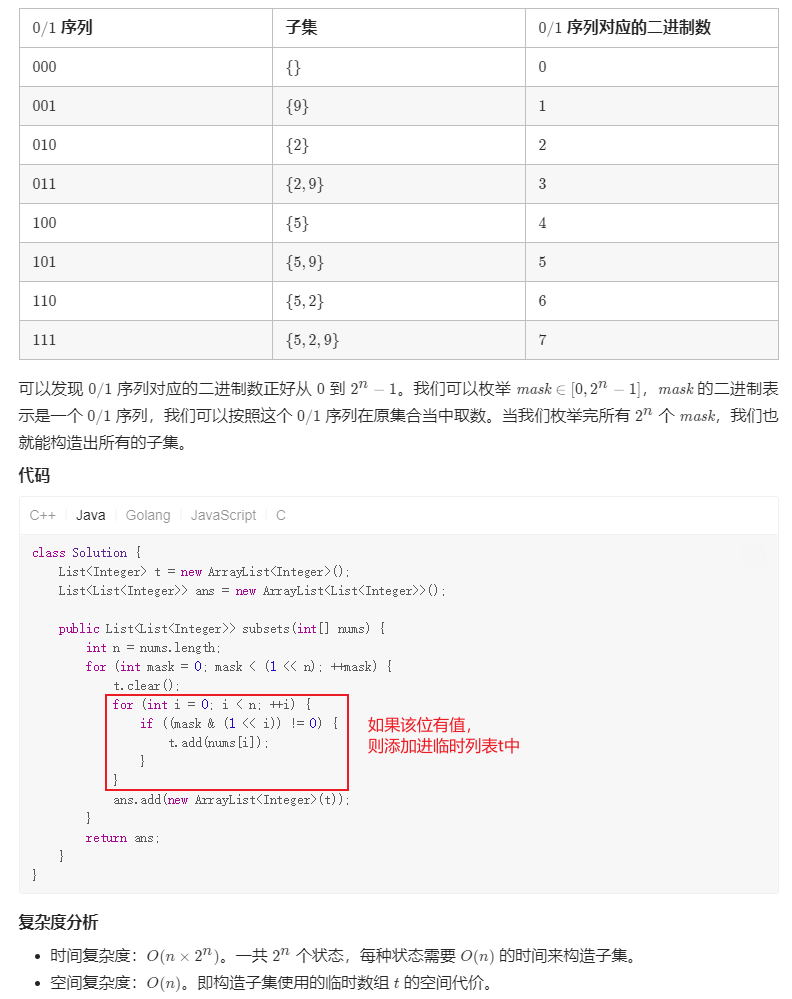 0/1 序列 子集 0/1 序列对应的二进制数
000 {} 0
001 {9} 1
010 {2} 2
011 {2, 9} 3
100 {5} 4
101 {5, 9} 5
110 {5, 2} 6
111 {5, 2, 9} 7
可以发现 0/1 序列对应的二进制数正好从 0 到 2ⁿ − 1。我们可以枚举 mask ∈ [0, 2ⁿ − 1]，mask 的二进制表
示是一个 0/1 序列，我们可以按照这个 0/1 序列在原集合当中取数。当我们枚举完所有 2ⁿ 个 mask，我们也
就能构造出所有的子集。
代码
C++ Java Golang JavaScript C
class Solution {
    List<Integer> t = new ArrayList<Integer>();
    List<List<Integer>> ans = new ArrayList<List<Integer>>();
    public List<List<Integer>> subsets(int[] nums) {
        int n = nums.length;
        for (int mask = 0; mask < (1 << n); ++mask) {
            t.clear();
            for (int i = 0; i < n; ++i) {
                if ((mask & (1 << i)) != 0) {
                    t.add(nums[i]);
                }
            }
如果该位有值，
则添加进临时列表t中
            ans.add(new ArrayList<Integer>(t));
        }
        return ans;
    }
}
复杂度分析
• 时间复杂度：O(n × 2ⁿ)。一共 2ⁿ 个状态，每种状态需要 O(n) 的时间来构造子集。
• 空间复杂度：O(n)。即构造子集使用的临时数组 t 的空间代价。